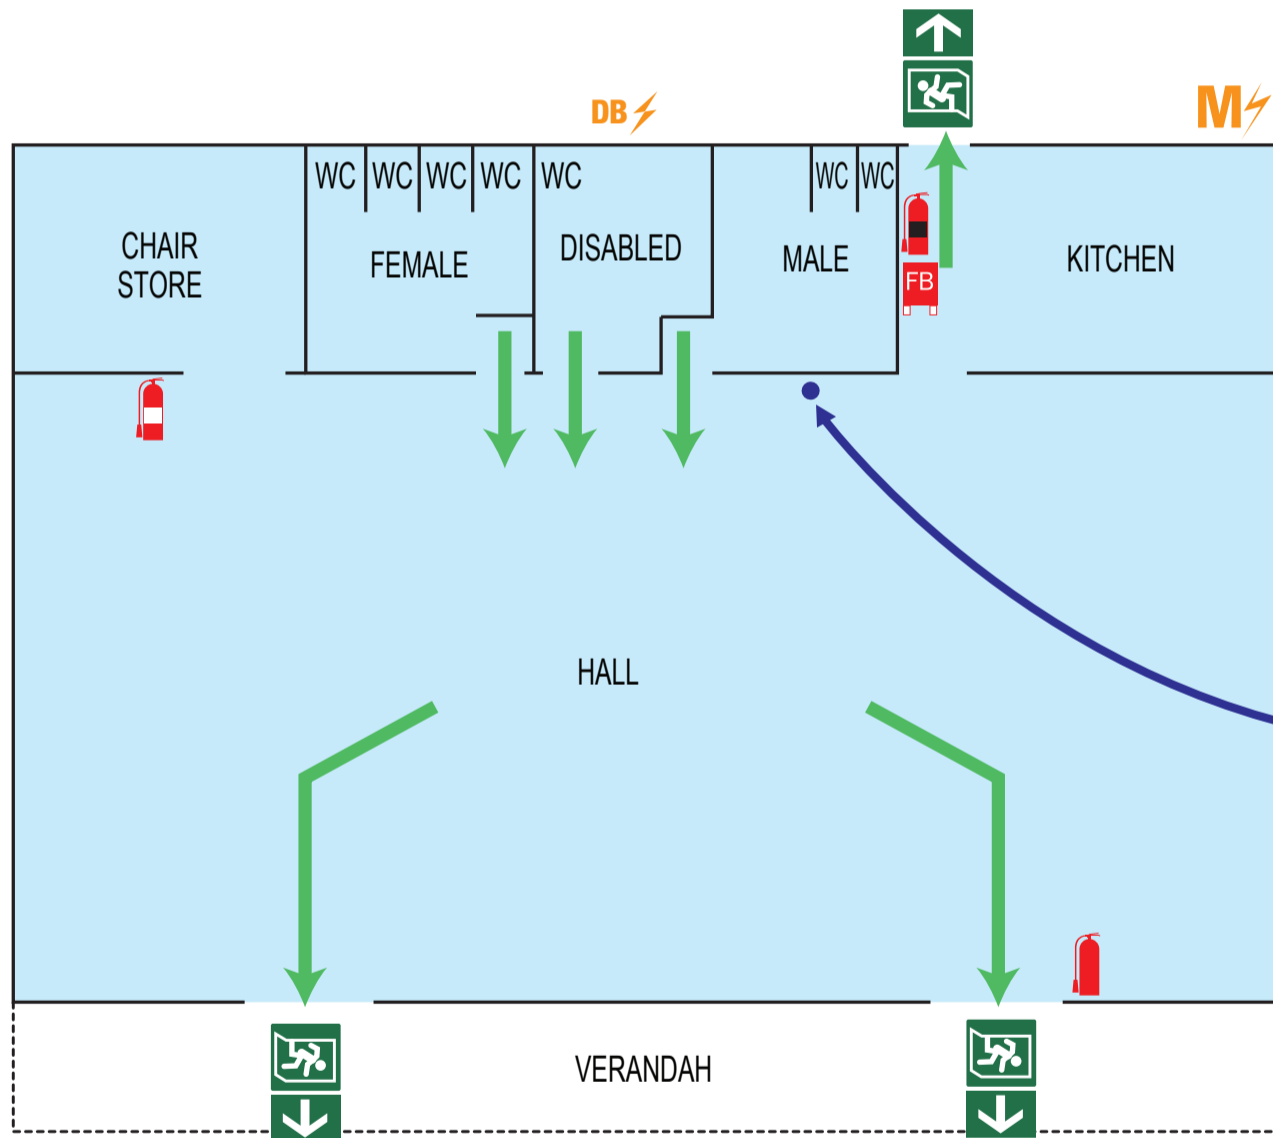 DB
M
WC WC WC WC WC WC WC
CHAIR
STORE
FEMALE
DISABLED
MALE
KITCHEN
FB
HALL
VERANDAH